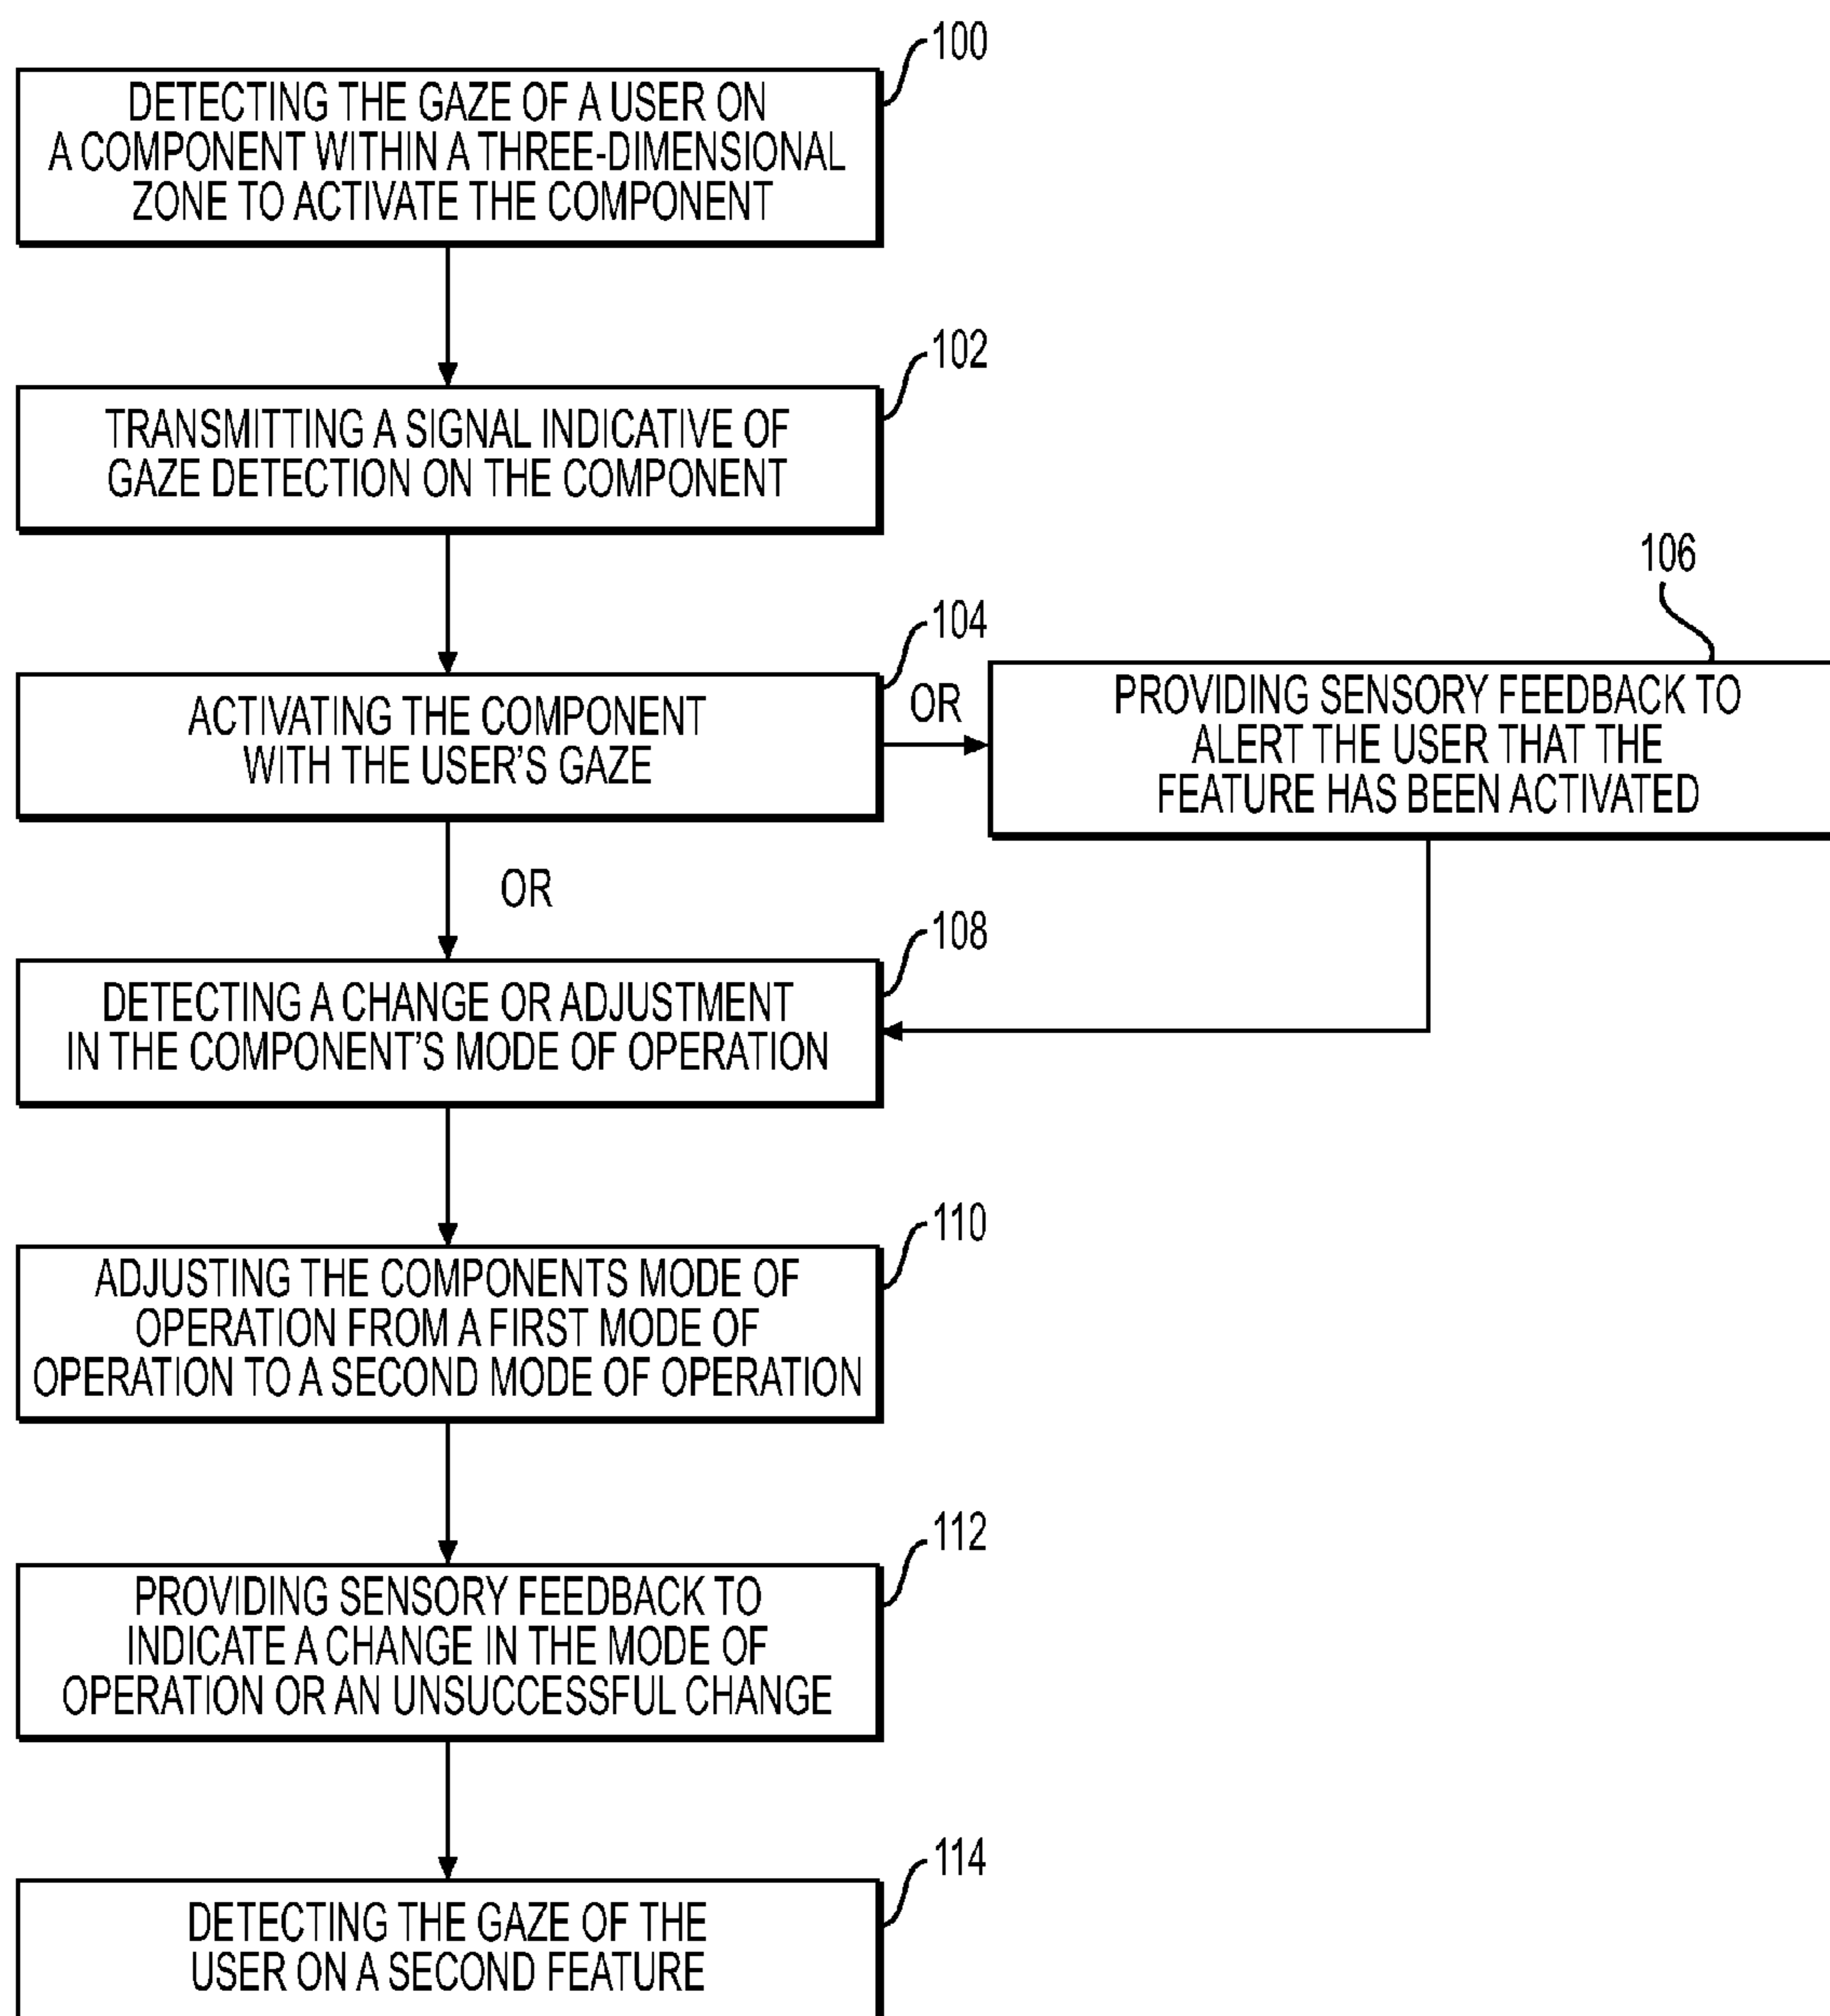 100
DETECTING THE GAZE OF A USER ON
A COMPONENT WITHIN A THREE-DIMENSIONAL
ZONE TO ACTIVATE THE COMPONENT
102
TRANSMITTING A SIGNAL INDICATIVE OF
GAZE DETECTION ON THE COMPONENT
104
ACTIVATING THE COMPONENT
WITH THE USER'S GAZE
OR
106
PROVIDING SENSORY FEEDBACK TO
ALERT THE USER THAT THE
FEATURE HAS BEEN ACTIVATED
OR
108
DETECTING A CHANGE OR ADJUSTMENT
IN THE COMPONENT'S MODE OF OPERATION
110
ADJUSTING THE COMPONENTS MODE OF
OPERATION FROM A FIRST MODE OF
OPERATION TO A SECOND MODE OF OPERATION
112
PROVIDING SENSORY FEEDBACK TO
INDICATE A CHANGE IN THE MODE OF
OPERATION OR AN UNSUCCESSFUL CHANGE
114
DETECTING THE GAZE OF THE
USER ON A SECOND FEATURE